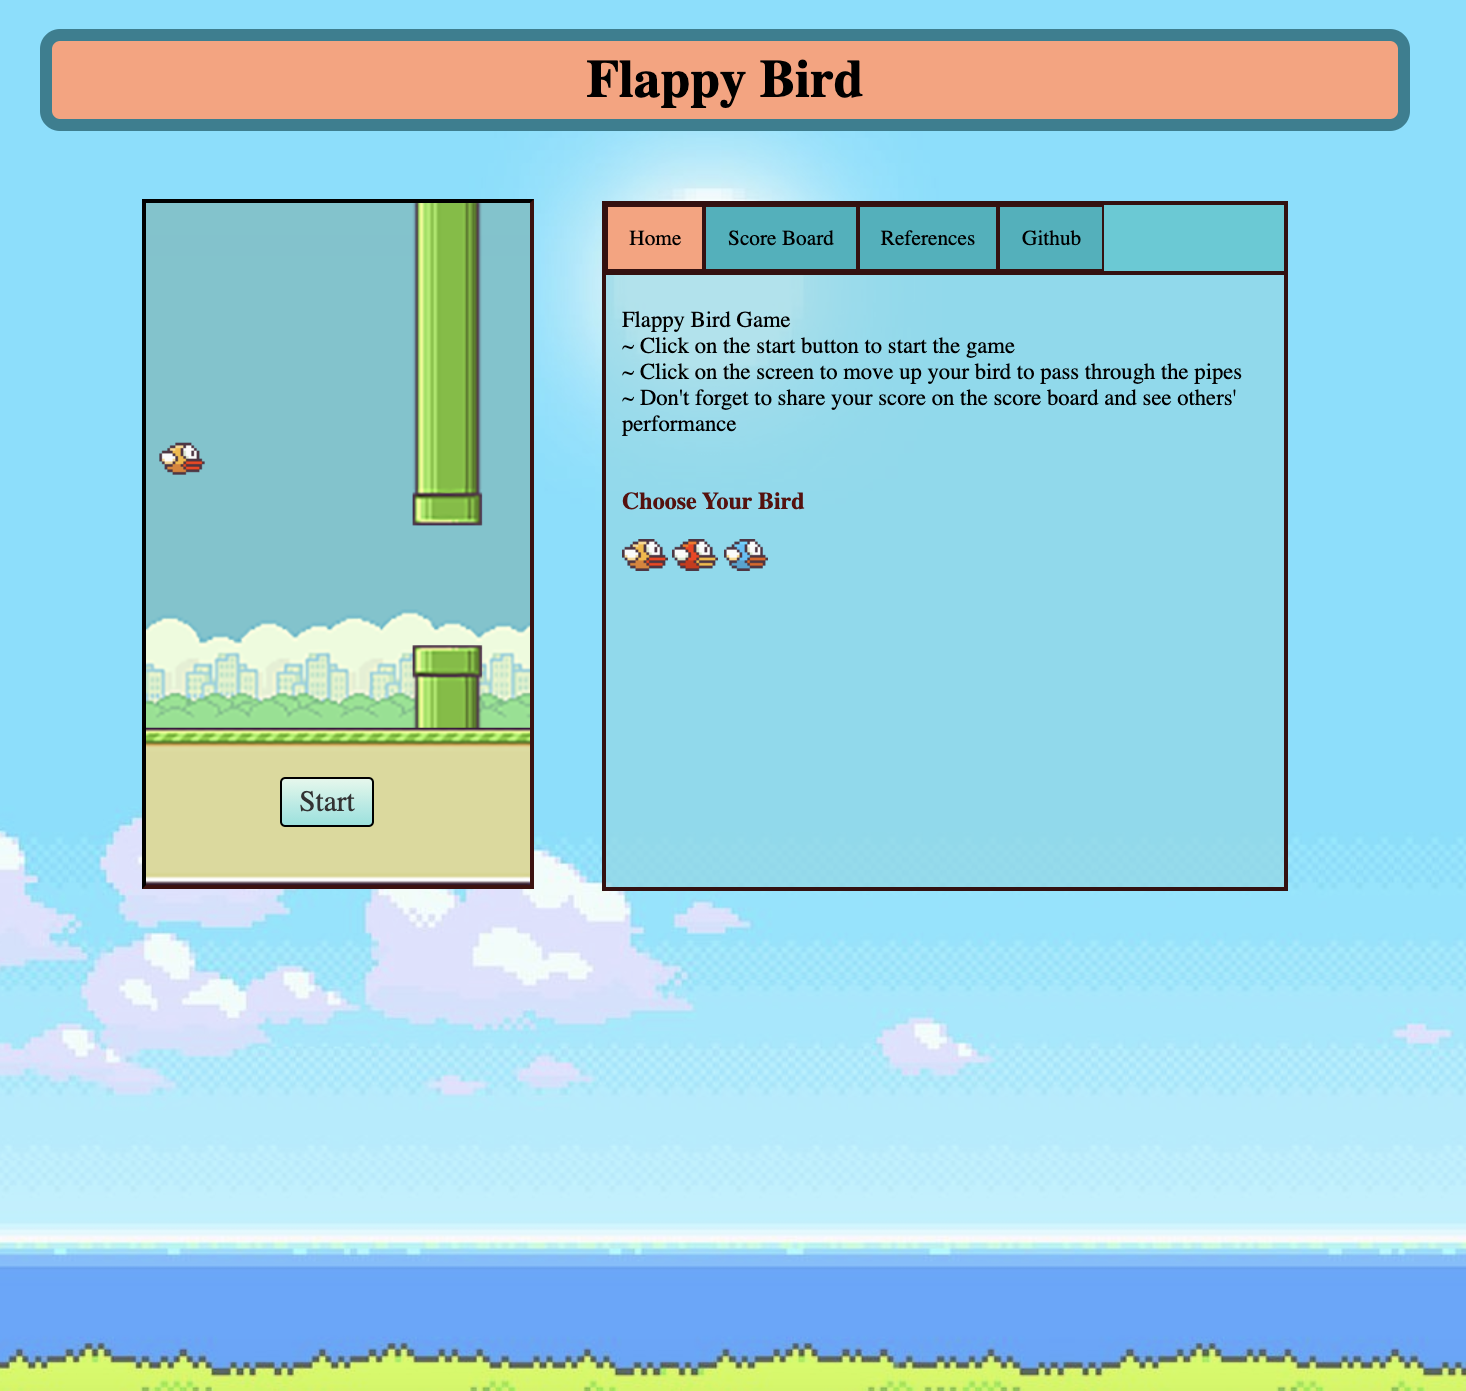 Flappy Bird
Home
Score Board
References
Github
Flappy Bird Game
~ Click on the start button to start the game
~ Click on the screen to move up your bird to pass through the pipes
~ Don't forget to share your score on the score board and see others'
performance
Choose Your Bird
Start